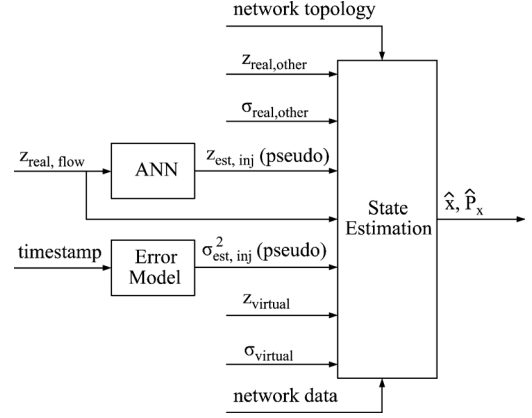 network topology
z_real,other
σ_real,other
z_real, flow
ANN
z_est, inj (pseudo)
x̂, P̂_x
State
Estimation
timestamp
Error
Model
σ²_est, inj (pseudo)
z_virtual
σ_virtual
network data